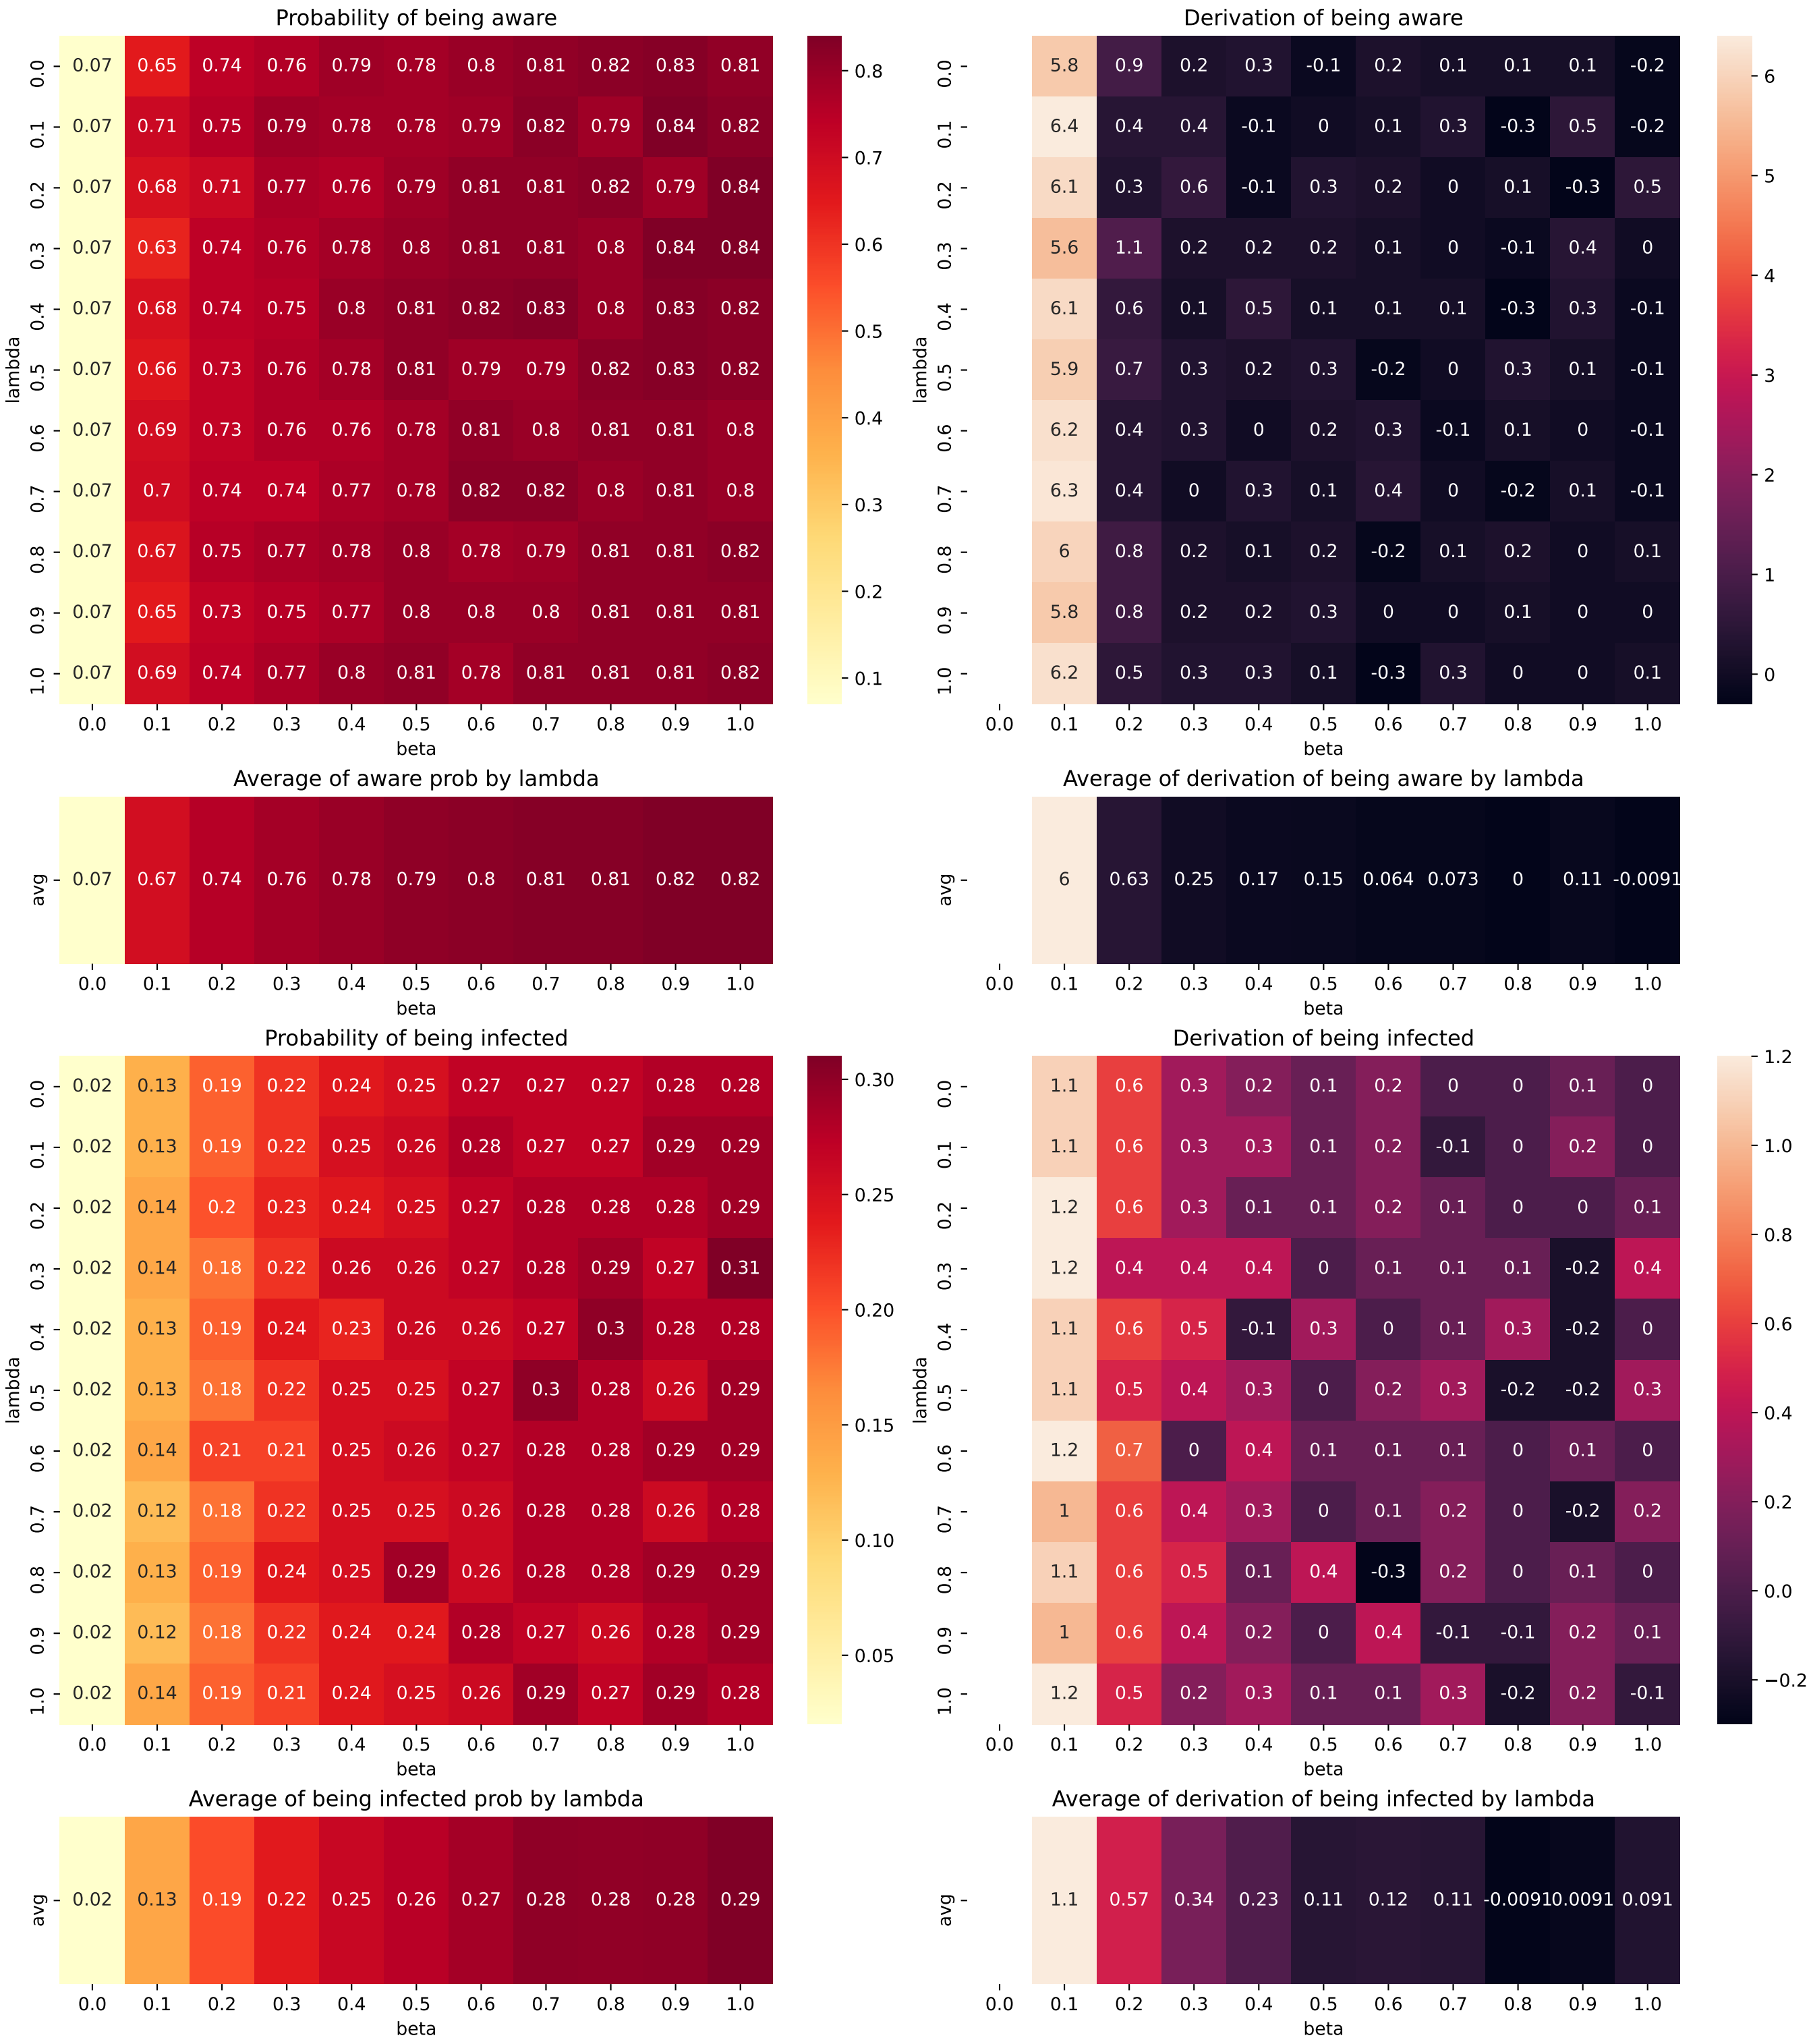 Probability of being aware
0.0 0.07 0.65 0.74 0.76 0.79 0.78 0.8 0.81 0.82 0.83 0.81
0.1 0.07 0.71 0.75 0.79 0.78 0.78 0.79 0.82 0.79 0.84 0.82
0.2 0.07 0.68 0.71 0.77 0.76 0.79 0.81 0.81 0.82 0.79 0.84
0.3 0.07 0.63 0.74 0.76 0.78 0.8 0.81 0.81 0.8 0.84 0.84
0.4 0.07 0.68 0.74 0.75 0.8 0.81 0.82 0.83 0.8 0.83 0.82
0.5 0.07 0.66 0.73 0.76 0.78 0.81 0.79 0.79 0.82 0.83 0.82
0.6 0.07 0.69 0.73 0.76 0.76 0.78 0.81 0.8 0.81 0.81 0.8
0.7 0.07 0.7 0.74 0.74 0.77 0.78 0.82 0.82 0.8 0.81 0.8
0.8 0.07 0.67 0.75 0.77 0.78 0.8 0.78 0.79 0.81 0.81 0.82
0.9 0.07 0.65 0.73 0.75 0.77 0.8 0.8 0.8 0.81 0.81 0.81
1.0 0.07 0.69 0.74 0.77 0.8 0.81 0.78 0.81 0.81 0.81 0.82
lambda
0.0 0.1 0.2 0.3 0.4 0.5 0.6 0.7 0.8 0.9 1.0
beta
0.8
0.7
0.6
0.5
0.4
0.3
0.2
0.1
Derivation of being aware
0.0 5.8 0.9 0.2 0.3 -0.1 0.2 0.1 0.1 0.1 -0.2
0.1 6.4 0.4 0.4 -0.1 0 0.1 0.3 -0.3 0.5 -0.2
0.2 6.1 0.3 0.6 -0.1 0.3 0.2 0 0.1 -0.3 0.5
0.3 5.6 1.1 0.2 0.2 0.2 0.1 0 -0.1 0.4 0
0.4 6.1 0.6 0.1 0.5 0.1 0.1 0.1 -0.3 0.3 -0.1
0.5 5.9 0.7 0.3 0.2 0.3 -0.2 0 0.3 0.1 -0.1
0.6 6.2 0.4 0.3 0 0.2 0.3 -0.1 0.1 0 -0.1
0.7 6.3 0.4 0 0.3 0.1 0.4 0 -0.2 0.1 -0.1
0.8 6 0.8 0.2 0.1 0.2 -0.2 0.1 0.2 0 0.1
0.9 5.8 0.8 0.2 0.2 0.3 0 0 0.1 0 0
1.0 6.2 0.5 0.3 0.3 0.1 -0.3 0.3 0 0 0.1
lambda
0.0 0.1 0.2 0.3 0.4 0.5 0.6 0.7 0.8 0.9 1.0
beta
6
5
4
3
2
1
0
Average of aware prob by lambda
avg 0.07 0.67 0.74 0.76 0.78 0.79 0.8 0.81 0.81 0.82 0.82
0.0 0.1 0.2 0.3 0.4 0.5 0.6 0.7 0.8 0.9 1.0
beta
Average of derivation of being aware by lambda
avg 6 0.63 0.25 0.17 0.15 0.064 0.073 0 0.11 -0.0091
0.0 0.1 0.2 0.3 0.4 0.5 0.6 0.7 0.8 0.9 1.0
beta
Probability of being infected
0.0 0.02 0.13 0.19 0.22 0.24 0.25 0.27 0.27 0.27 0.28 0.28
0.1 0.02 0.13 0.19 0.22 0.25 0.26 0.28 0.27 0.27 0.29 0.29
0.2 0.02 0.14 0.2 0.23 0.24 0.25 0.27 0.28 0.28 0.28 0.29
0.3 0.02 0.14 0.18 0.22 0.26 0.26 0.27 0.28 0.29 0.27 0.31
0.4 0.02 0.13 0.19 0.24 0.23 0.26 0.26 0.27 0.3 0.28 0.28
0.5 0.02 0.13 0.18 0.22 0.25 0.25 0.27 0.3 0.28 0.26 0.29
0.6 0.02 0.14 0.21 0.21 0.25 0.26 0.27 0.28 0.28 0.29 0.29
0.7 0.02 0.12 0.18 0.22 0.25 0.25 0.26 0.28 0.28 0.26 0.28
0.8 0.02 0.13 0.19 0.24 0.25 0.29 0.26 0.28 0.28 0.29 0.29
0.9 0.02 0.12 0.18 0.22 0.24 0.24 0.28 0.27 0.26 0.28 0.29
1.0 0.02 0.14 0.19 0.21 0.24 0.25 0.26 0.29 0.27 0.29 0.28
lambda
0.0 0.1 0.2 0.3 0.4 0.5 0.6 0.7 0.8 0.9 1.0
beta
0.30
0.25
0.20
0.15
0.10
0.05
Derivation of being infected
0.0 1.1 0.6 0.3 0.2 0.1 0.2 0 0 0.1 0
0.1 1.1 0.6 0.3 0.3 0.1 0.2 -0.1 0 0.2 0
0.2 1.2 0.6 0.3 0.1 0.1 0.2 0.1 0 0 0.1
0.3 1.2 0.4 0.4 0.4 0 0.1 0.1 0.1 -0.2 0.4
0.4 1.1 0.6 0.5 -0.1 0.3 0 0.1 0.3 -0.2 0
0.5 1.1 0.5 0.4 0.3 0 0.2 0.3 -0.2 -0.2 0.3
0.6 1.2 0.7 0 0.4 0.1 0.1 0.1 0 0.1 0
0.7 1 0.6 0.4 0.3 0 0.1 0.2 0 -0.2 0.2
0.8 1.1 0.6 0.5 0.1 0.4 -0.3 0.2 0 0.1 0
0.9 1 0.6 0.4 0.2 0 0.4 -0.1 -0.1 0.2 0.1
1.0 1.2 0.5 0.2 0.3 0.1 0.1 0.3 -0.2 0.2 -0.1
lambda
0.0 0.1 0.2 0.3 0.4 0.5 0.6 0.7 0.8 0.9 1.0
beta
1.2
1.0
0.8
0.6
0.4
0.2
0.0
−0.2
Average of being infected prob by lambda
avg 0.02 0.13 0.19 0.22 0.25 0.26 0.27 0.28 0.28 0.28 0.29
0.0 0.1 0.2 0.3 0.4 0.5 0.6 0.7 0.8 0.9 1.0
beta
Average of derivation of being infected by lambda
avg 1.1 0.57 0.34 0.23 0.11 0.12 0.11 -0.0091 0.0091 0.091
0.0 0.1 0.2 0.3 0.4 0.5 0.6 0.7 0.8 0.9 1.0
beta